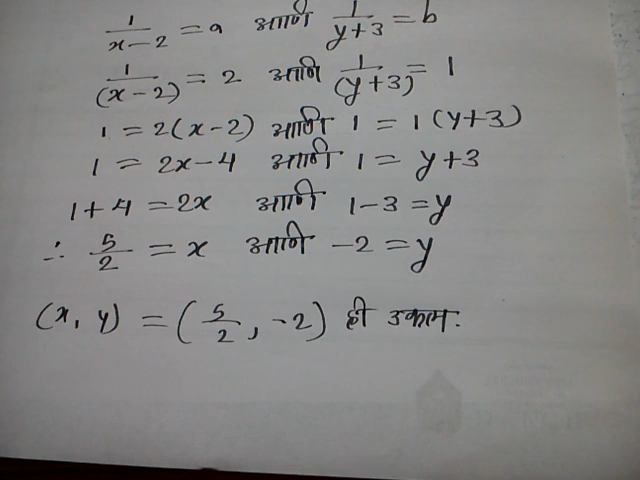 1/(x-2) = a आणि 1/(y+3) = b
1/(x-2) = 2 आणि 1/(y+3) = 1
1 = 2(x-2) आणि 1 = 1(y+3)
1 = 2x-4 आणि 1 = y+3
1+4 = 2x आणि 1-3 = y
∴ 5/2 = x आणि -2 = y
(x, y) = (5/2, -2) ही उकल.